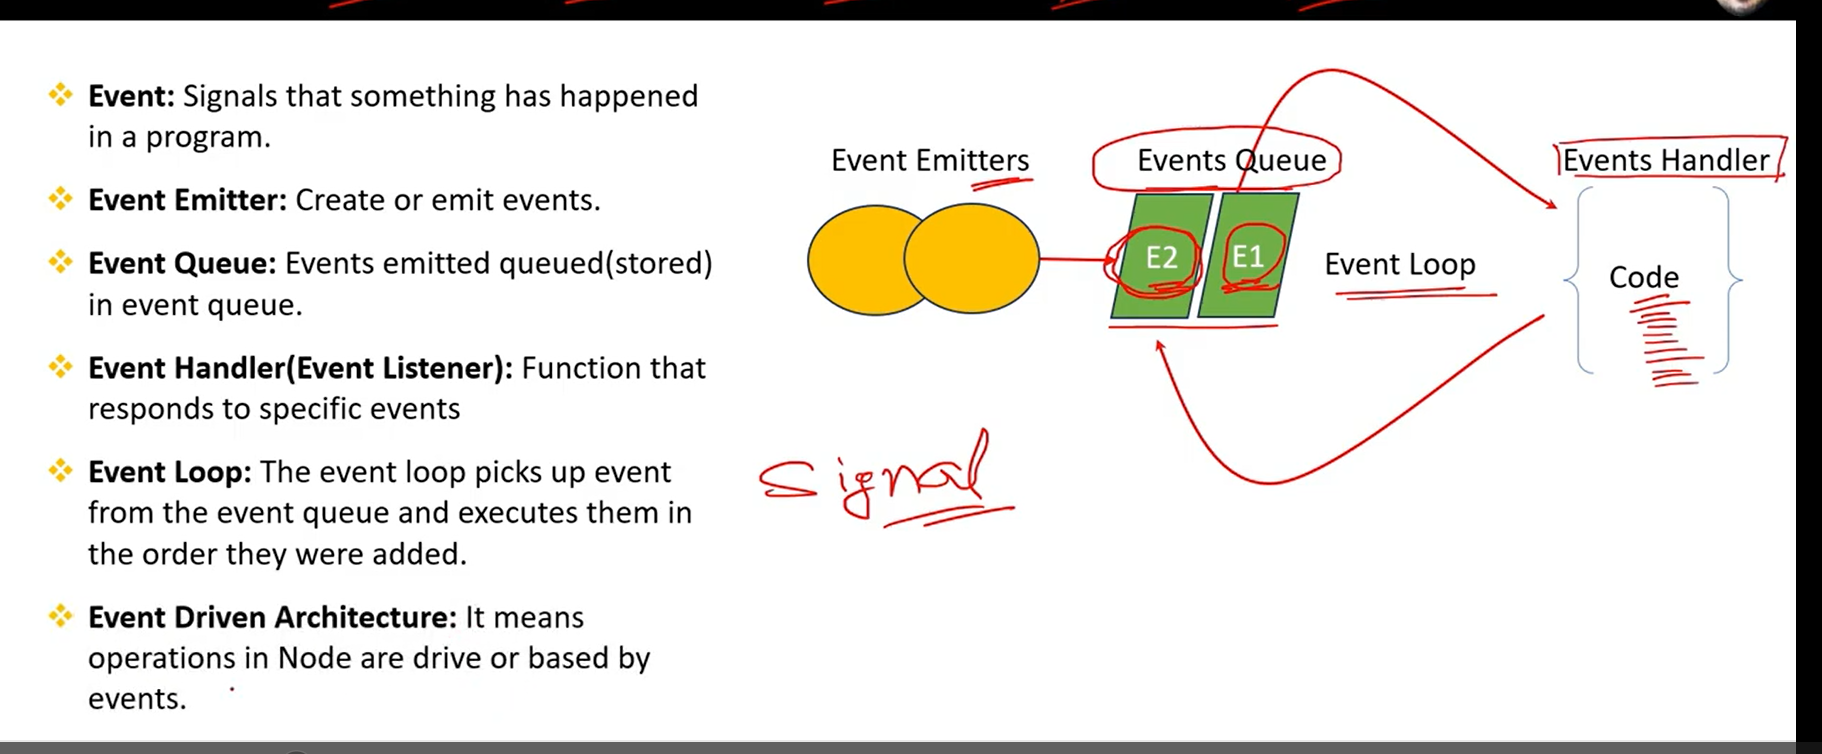 Event: Signals that something has happened
in a program.
Event Emitter: Create or emit events.
Event Queue: Events emitted queued(stored)
in event queue.
Event Handler(Event Listener): Function that
responds to specific events
Event Loop: The event loop picks up event
from the event queue and executes them in
the order they were added.
Event Driven Architecture: It means
operations in Node are drive or based by
events.
Event Emitters
Events Queue
Events Handler
E2
E1
Event Loop
Code
Signal